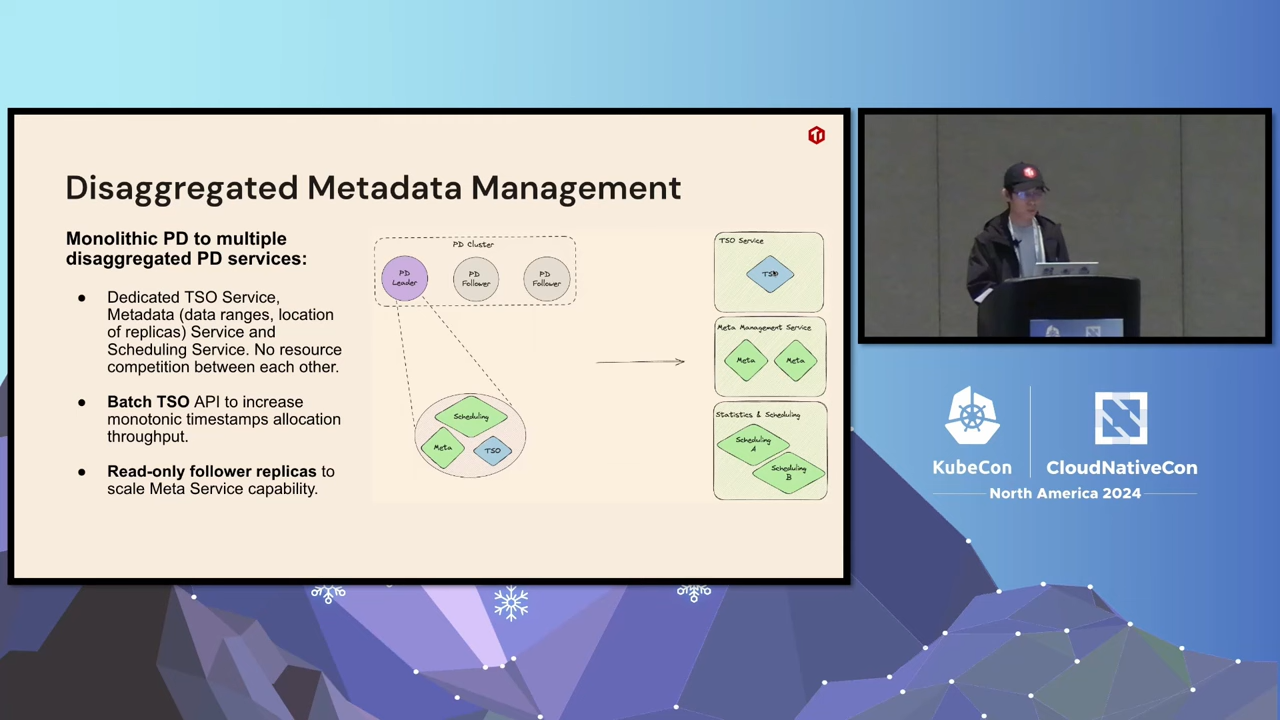 Disaggregated Metadata Management
Monolithic PD to multiple
disaggregated PD services:
● Dedicated TSO Service,
Metadata (data ranges, location
of replicas) Service and
Scheduling Service. No resource
competition between each other.
● Batch TSO API to increase
monotonic timestamps allocation
throughput.
● Read-only follower replicas to
scale Meta Service capability.
PD Cluster
PD
Leader
PD
Follower
PD
Follower
Scheduling
Meta
TSO
TSO Service
TSO
Meta Management Service
Meta
Meta
Statistics & Scheduling
Scheduling
A
Scheduling
B
KubeCon
CloudNativeCon
North America 2024